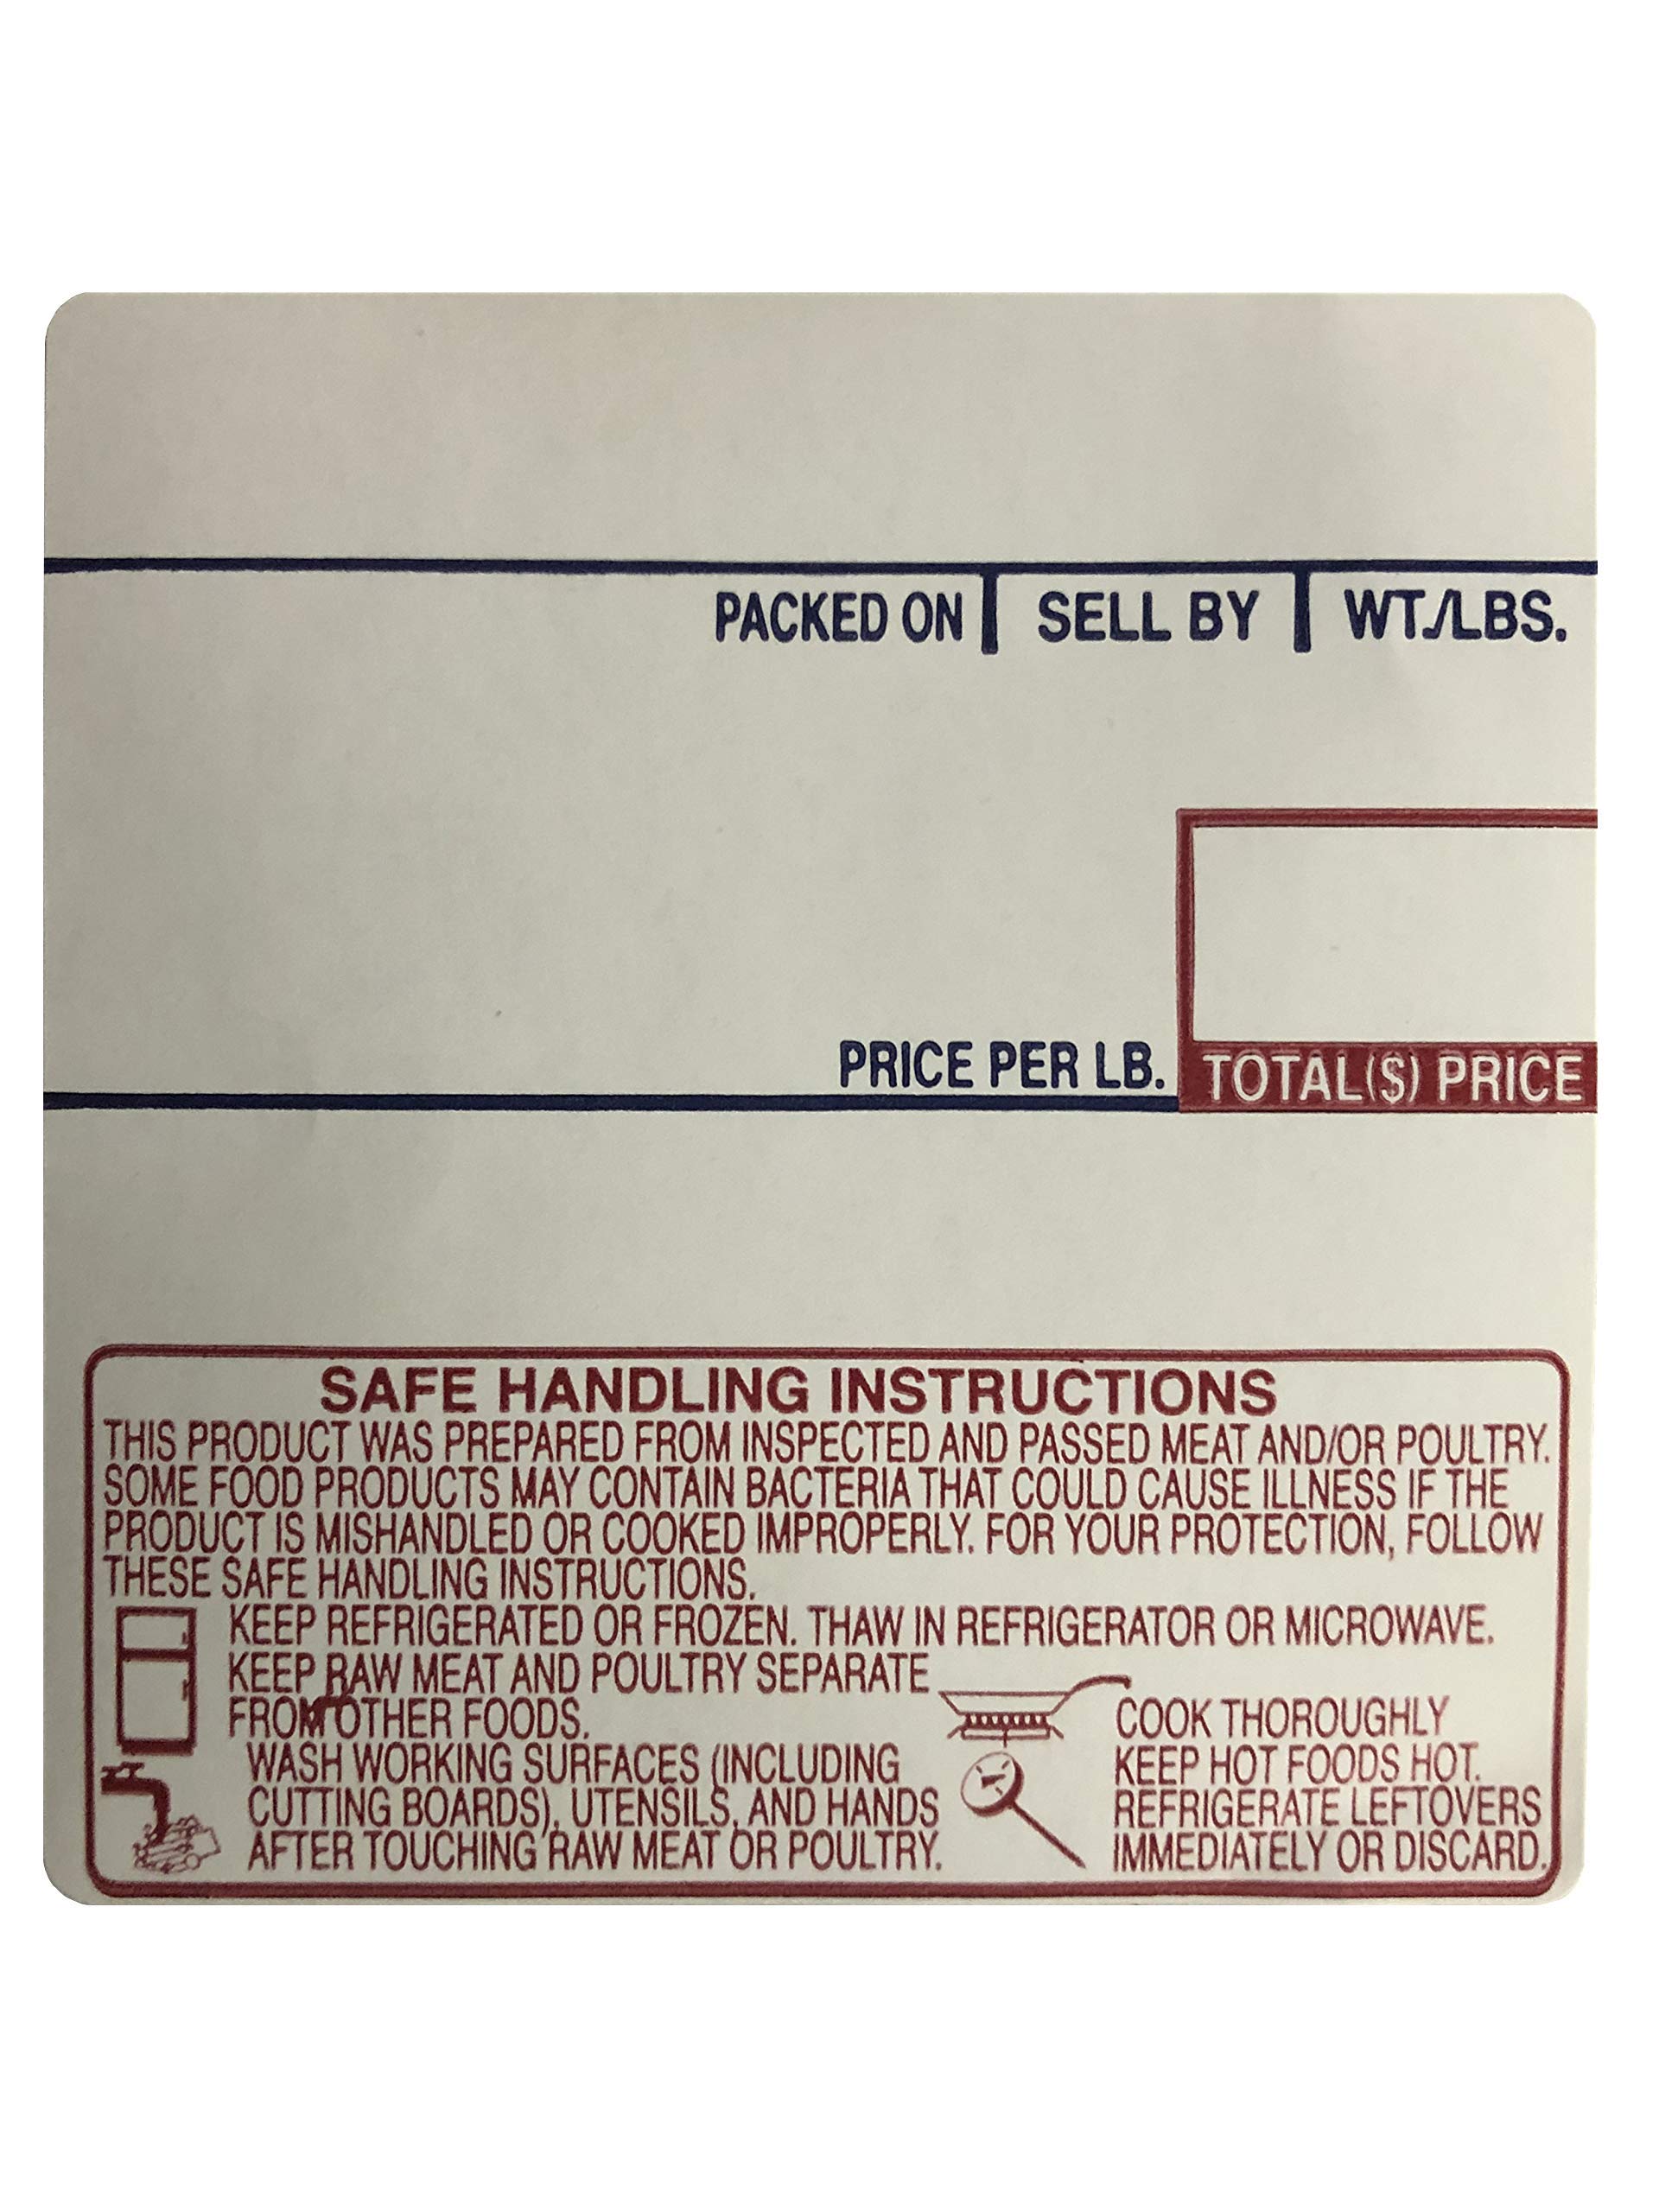 PACKED ON SELL BY WT./LBS.
PRICE PER LB. TOTAL($) PRICE
SAFE HANDLING INSTRUCTIONS
THIS PRODUCT WAS PREPARED FROM INSPECTED AND PASSED MEAT AND/OR POULTRY.
SOME FOOD PRODUCTS MAY CONTAIN BACTERIA THAT COULD CAUSE ILLNESS IF THE
PRODUCT IS MISHANDLED OR COOKED IMPROPERLY. FOR YOUR PROTECTION, FOLLOW
THESE SAFE HANDLING INSTRUCTIONS.
KEEP REFRIGERATED OR FROZEN. THAW IN REFRIGERATOR OR MICROWAVE.
KEEP RAW MEAT AND POULTRY SEPARATE
FROM OTHER FOODS.
WASH WORKING SURFACES (INCLUDING
CUTTING BOARDS), UTENSILS, AND HANDS
AFTER TOUCHING RAW MEAT OR POULTRY.
COOK THOROUGHLY
KEEP HOT FOODS HOT.
REFRIGERATE LEFTOVERS
IMMEDIATELY OR DISCARD.